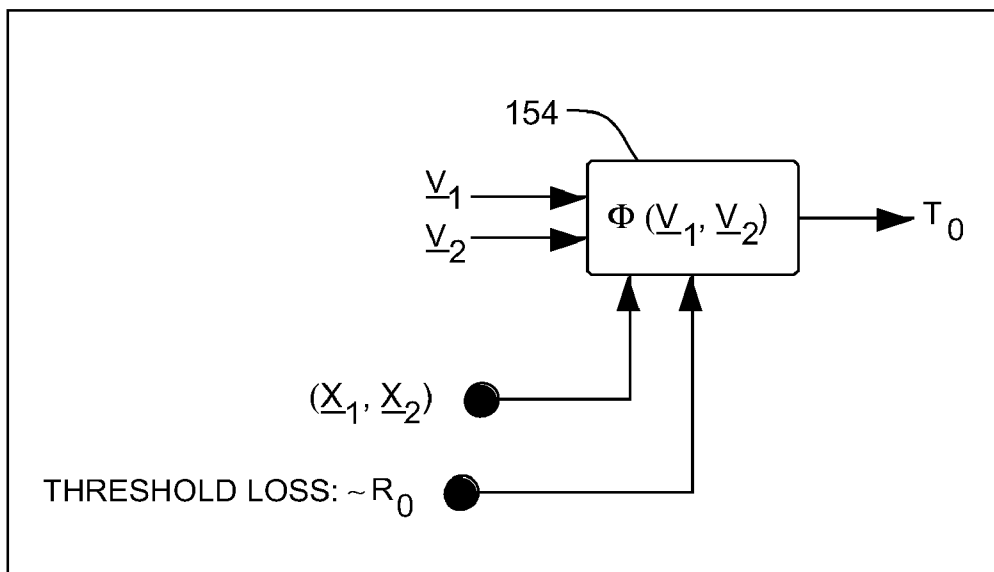 154
V1
Φ (V1, V2)
T0
V2
(X1, X2)
THRESHOLD LOSS: ~R0